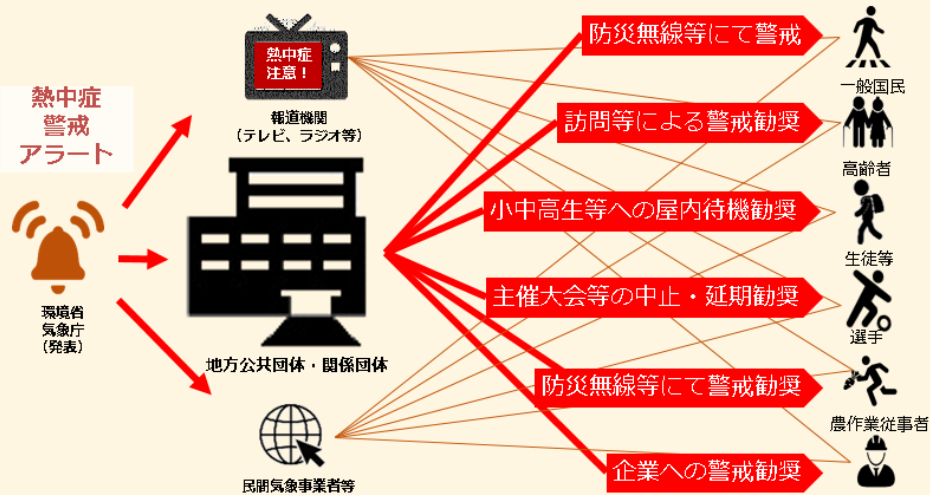 熱中症
警戒
アラート
環境省
気象庁
(発表)
熱中症
注意！
報道機関
（テレビ、ラジオ等）
地方公共団体・関係団体
民間気象事業者等
防災無線等にて警戒
訪問等による警戒勧奨
小中高生等への屋内待機勧奨
主催大会等の中止・延期勧奨
防災無線等にて警戒勧奨
企業への警戒勧奨
一般国民
高齢者
生徒等
選手
農作業従事者